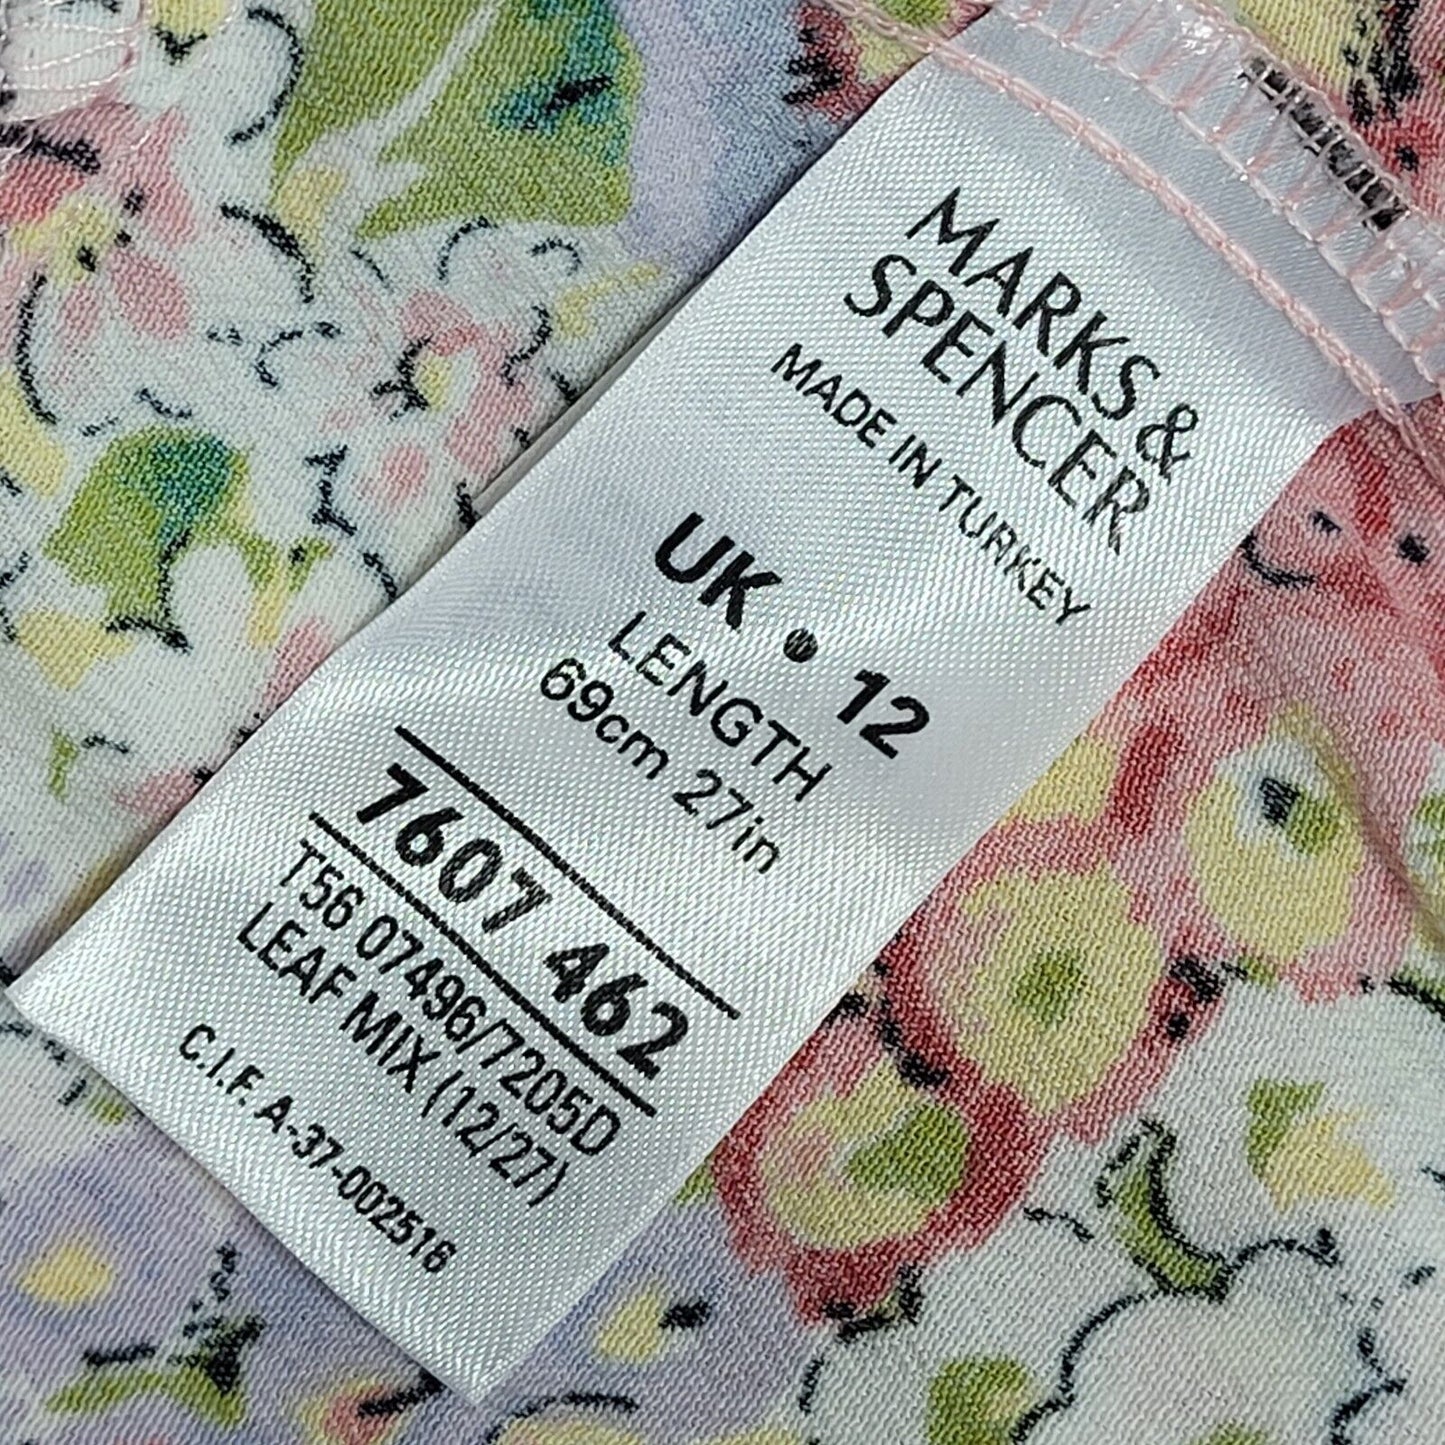 MARKS &
SPENCER
MADE IN TURKEY
UK • 12
LENGTH
69cm 27in
7607 462
T56 07496/7205D
LEAF MIX (12/27)
C.I.F. A-37-002516